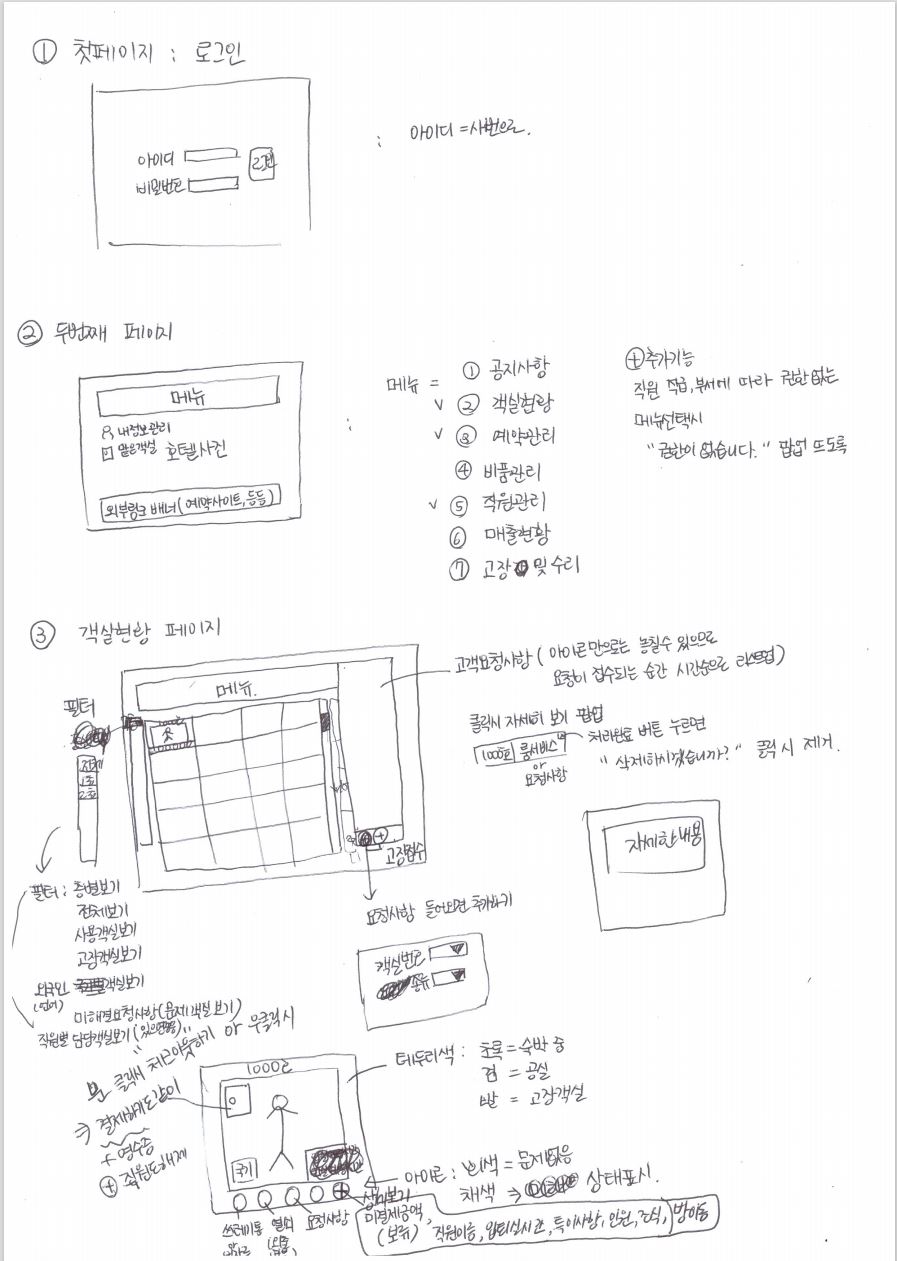 ① 첫페이지 : 로그인
아이디
비밀번호
로그인
: 아이디 = 사번으로.
② 두번째 페이지
메뉴
내정보관리
맡은객실 호텔사진
외부링크 배너 (예약사이트, 등등)
:
메뉴 = ① 공지사항
v ② 객실현황
v ③ 예약관리
④ 비품관리
v ⑤ 직원관리
⑥ 매출현황
⑦ 고장 및 수리
⊕ 추가기능
직원 직급, 부서에 따라 권한 없는
메뉴선택시
"권한이 없습니다." 팝업 뜨도록
③ 객실현황 페이지
메뉴.
필터
전체
1층
2층
고장접수
고객요청사항 (아이콘만으로는 놓칠수 있으므로
요청이 접수되는 순간 시간순으로 리스트업)
클릭시 자세히 보기 팝업
1000호 룸서비스
or
요청사항
처리완료 버튼 누르면
"삭제하시겠습니까?" 클릭시 제거.
자세한내용
필터 : 층별보기
전체보기
사용객실보기
고장객실보기
외국인 객실보기
(언어)
미해결요청사항 (문제객실보기)
직원별 담당객실보기
요청사항 들어오면 추가하기
객실번호
종류
클릭시 체크아웃하기 or 우클릭시
⇒ 결제하기도 같이
+ 영수증
⊕ 직원도 해제
1000호
국기
테두리색 : 초록 = 숙박 중
검 = 공실
빨 = 고장객실
아이콘 : 흰색 = 문제없음
채색 ⇒ 상태표시.
쓰레기통
열쇠
요청사항
상세보기
미결제금액,
(보류)
직원이름, 입퇴실시간, 특이사항, 인원, 조식, 방이동